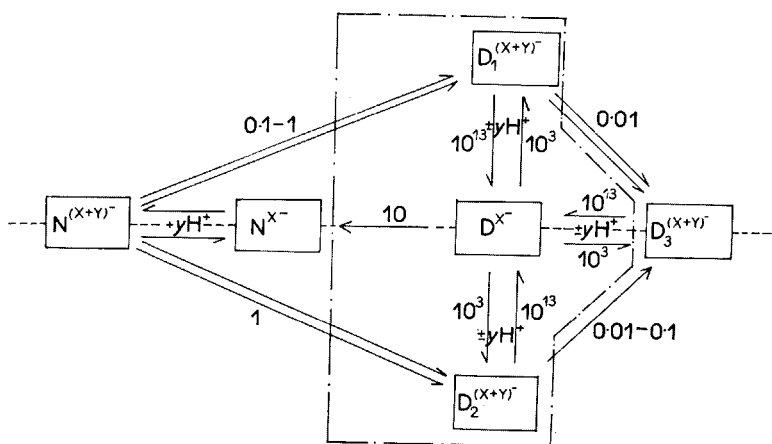 D₁⁽ˣ⁺ʸ⁾⁻
0·1–1
10¹³ ±yH⁺ 10³
0·01
N⁽ˣ⁺ʸ⁾⁻
±yH⁺
Nˣ⁻
10
Dˣ⁻
10¹³
±yH⁺
10³
D₃⁽ˣ⁺ʸ⁾⁻
1
10³ ±yH⁺ 10¹³
0·01–0·1
D₂⁽ˣ⁺ʸ⁾⁻